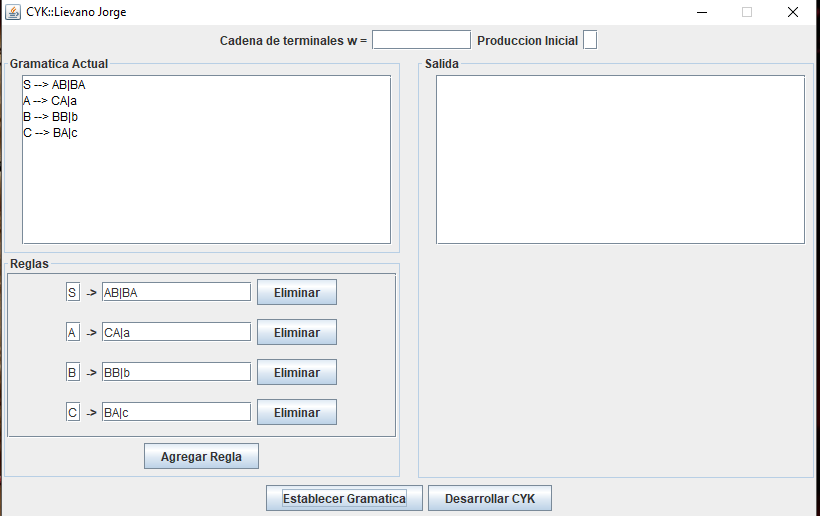 CYK::Lievano Jorge
Cadena de terminales w = Produccion Inicial
Gramatica Actual
S --> AB|BA
A --> CA|a
B --> BB|b
C --> BA|c
Salida
Reglas
S -> AB|BA Eliminar
A -> CA|a Eliminar
B -> BB|b Eliminar
C -> BA|c Eliminar
Agregar Regla
Establecer Gramatica Desarrollar CYK